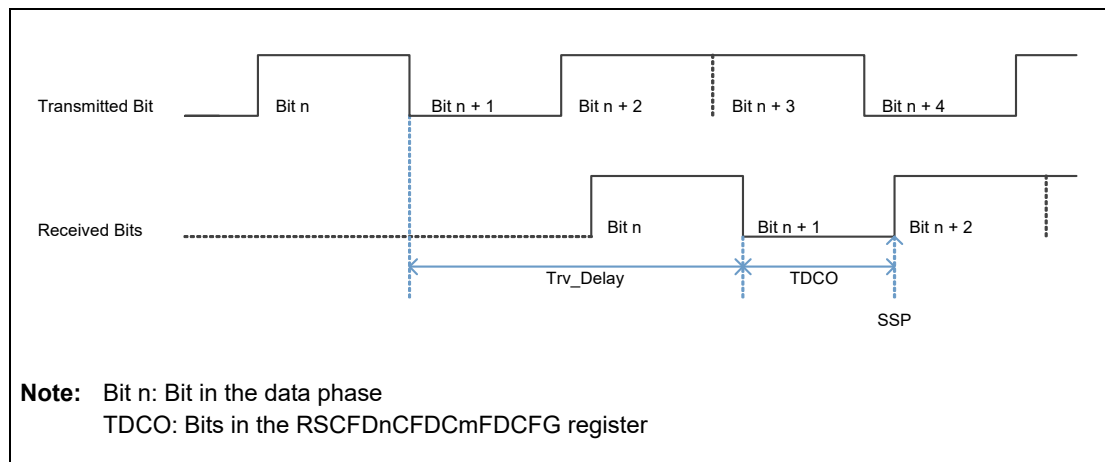 Transmitted Bit
Bit n
Bit n + 1
Bit n + 2
Bit n + 3
Bit n + 4
Received Bits
Bit n
Bit n + 1
Bit n + 2
Trv_Delay
TDCO
SSP
Note: Bit n: Bit in the data phase
TDCO: Bits in the RSCFDnCFDCmFDCFG register